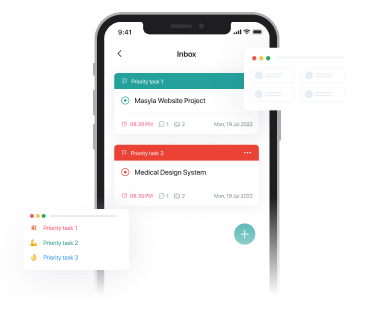 9:41
Inbox
Priority task 1
Masyla Website Project
08.30 PM 1 2 Mon, 19 Jul 2022
Priority task 3
Medical Design System
08.30 PM 1 2 Mon, 19 Jul 2022
Priority task 1
Priority task 2
Priority task 3